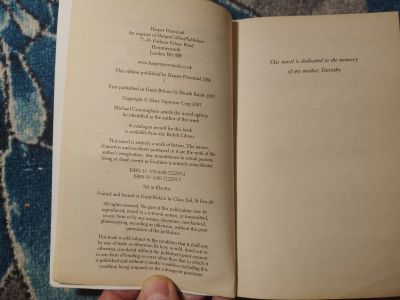 Harper Perennial
An imprint of HarperCollinsPublishers
77–85 Fulham Palace Road
Hammersmith
London W6 8JB
www.harperperennial.co.uk
This edition published by Harper Perennial 2006
First published in Great Britain by Fourth Estate 2005
Copyright © Mare Vaporum Corp 2005
Michael Cunningham asserts the moral right to
be identified as the author of this work
A catalogue record for this book
is available from the British Library
This novel is entirely a work of fiction. The names,
characters and incidents portrayed in it are the work of the
author's imagination. Any resemblance to actual persons,
living or dead, events or localities is entirely coincidental.
ISBN-13
ISBN-10
Set in Electra
Printed and bound in Great Britain by Clays Ltd, St Ives plc
All rights reserved. No part of this publication may be
reproduced, stored in a retrieval system, or transmitted,
in any form or by any means, electronic, mechanical,
photocopying, recording or otherwise, without the prior
permission of the publishers.
This book is sold subject to the condition that it shall not,
by way of trade or otherwise, be lent, re-sold, hired out or
otherwise circulated without the publisher's prior consent
in any form of binding or cover other than that in which it
is published and without a similar condition including this
condition being imposed on the subsequent purchaser.
This novel is dedicated to the memory
of my mother, Dorothy